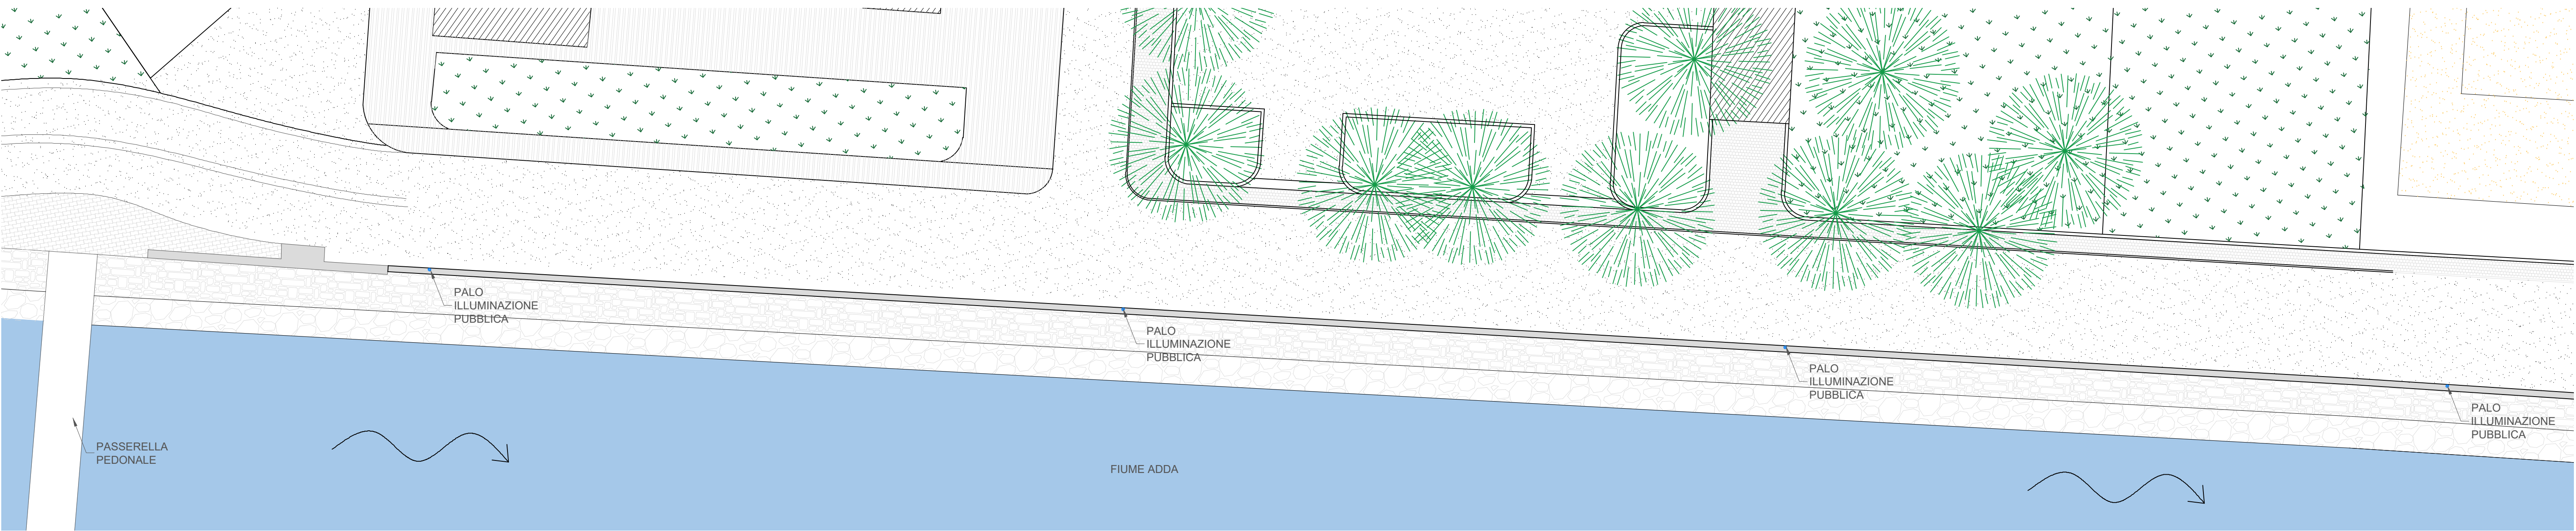 PALO
ILLUMINAZIONE
PUBBLICA
PALO
ILLUMINAZIONE
PUBBLICA
PALO
ILLUMINAZIONE
PUBBLICA
PALO
ILLUMINAZIONE
PUBBLICA
PASSERELLA
PEDONALE
FIUME ADDA